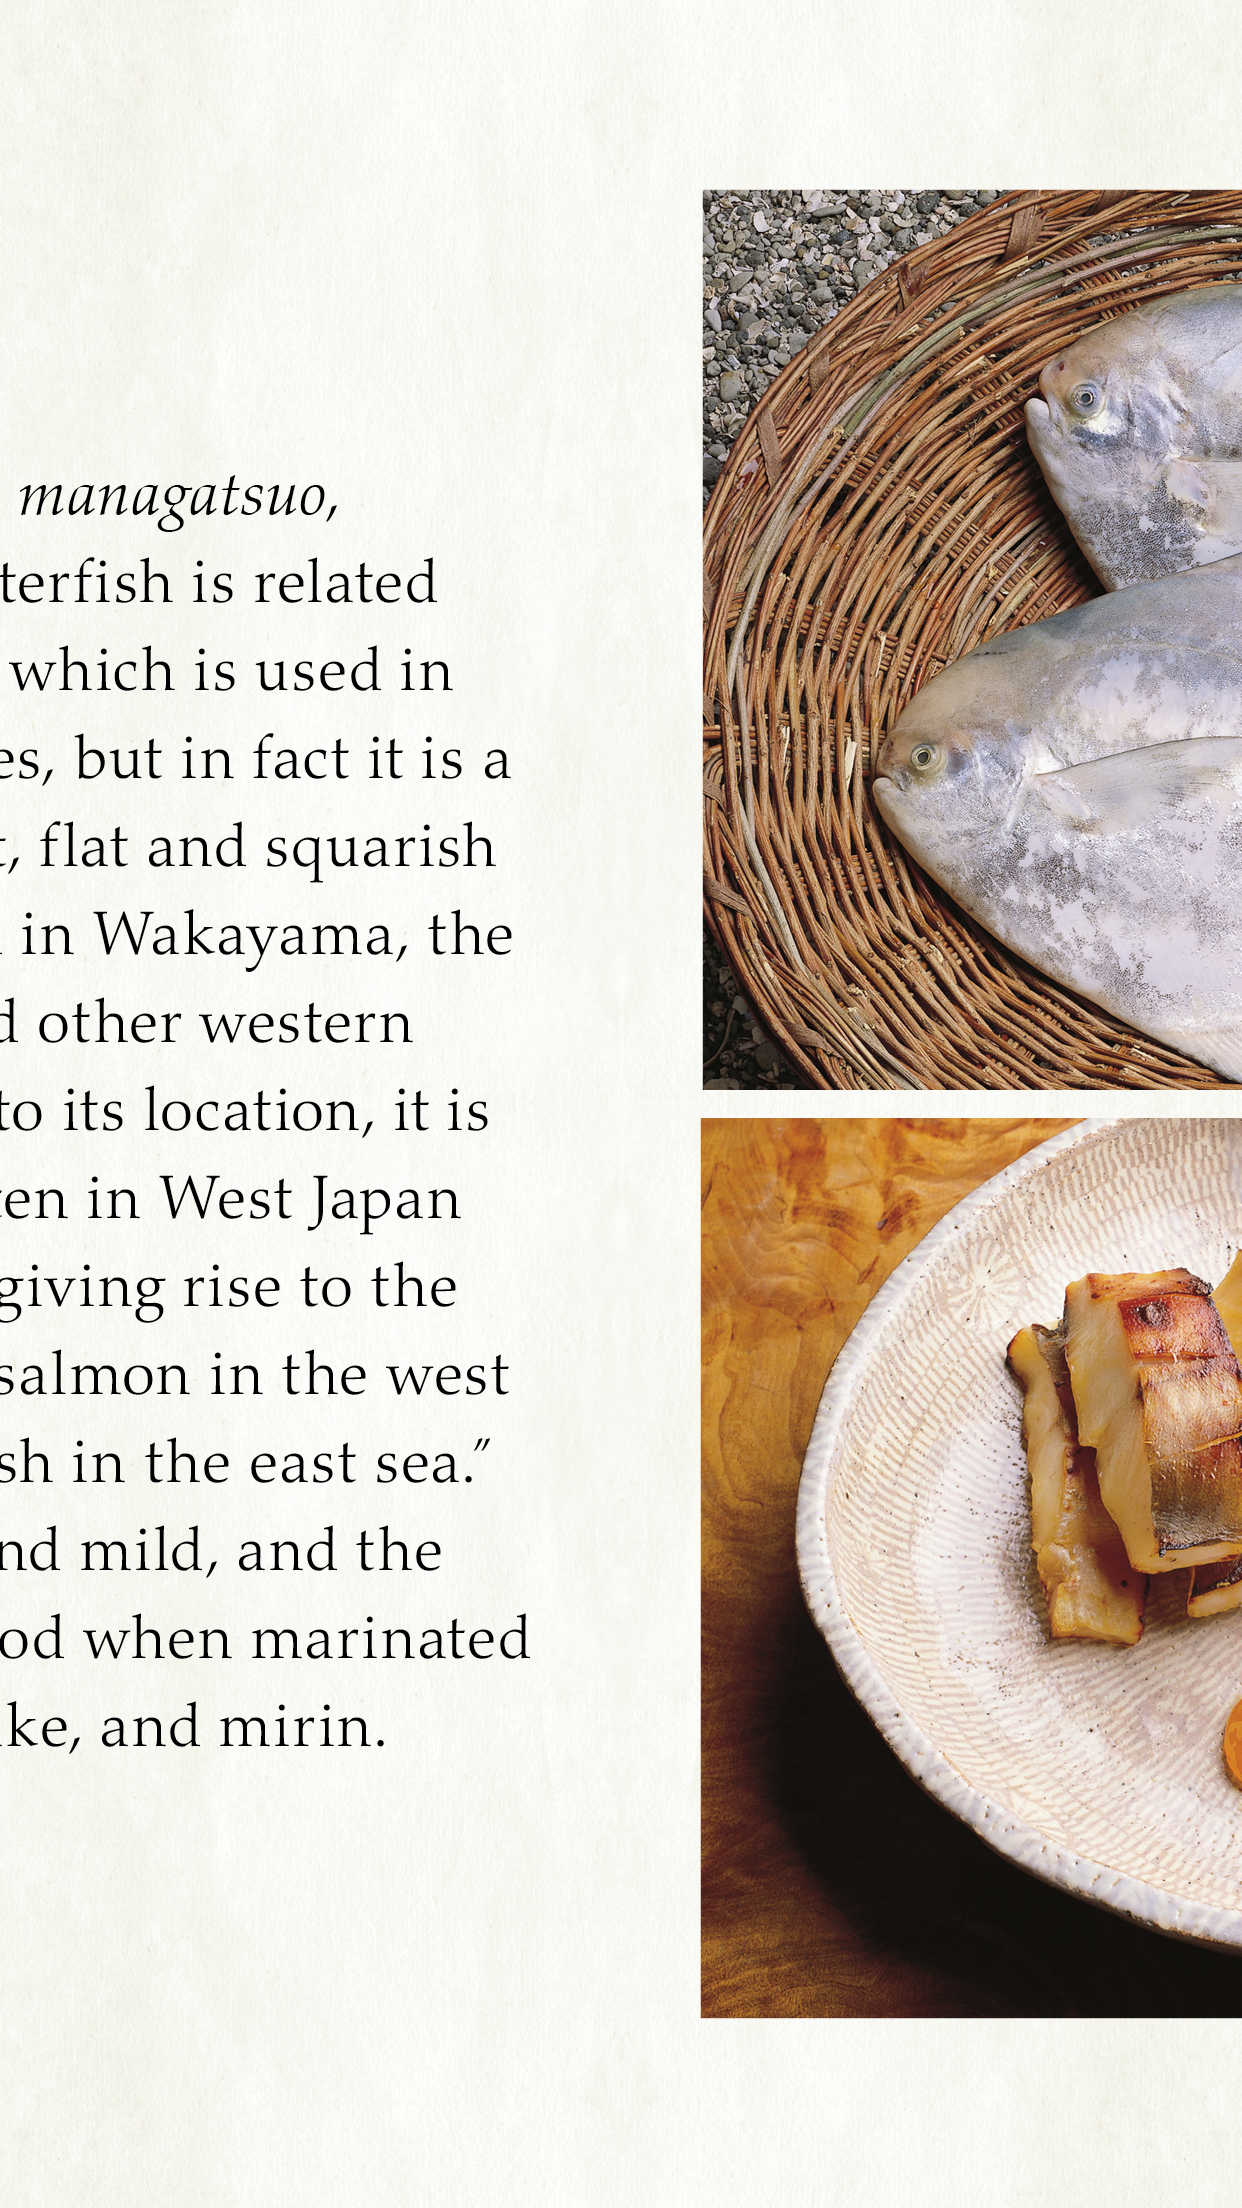 managatsuo,
terfish is related
which is used in
es, but in fact it is a
t, flat and squarish
in Wakayama, the
d other western
to its location, it is
en in West Japan
giving rise to the
salmon in the west
sh in the east sea.”
nd mild, and the
od when marinated
ke, and mirin.